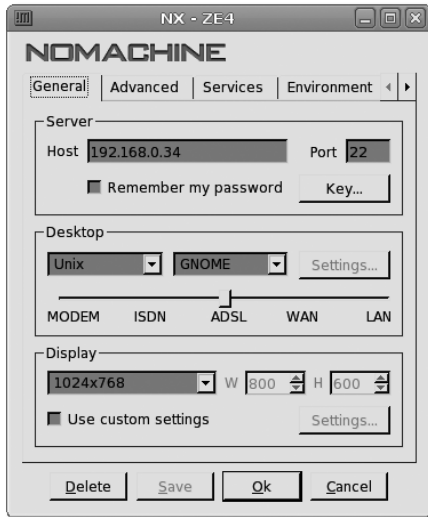 NX - ZE4
NOMACHINE
General Advanced Services Environment
Server
Host 192.168.0.34 Port 22
Remember my password Key...
Desktop
Unix GNOME Settings...
MODEM ISDN ADSL WAN LAN
Display
1024x768 W 800 H 600
Use custom settings Settings...
Delete Save Ok Cancel